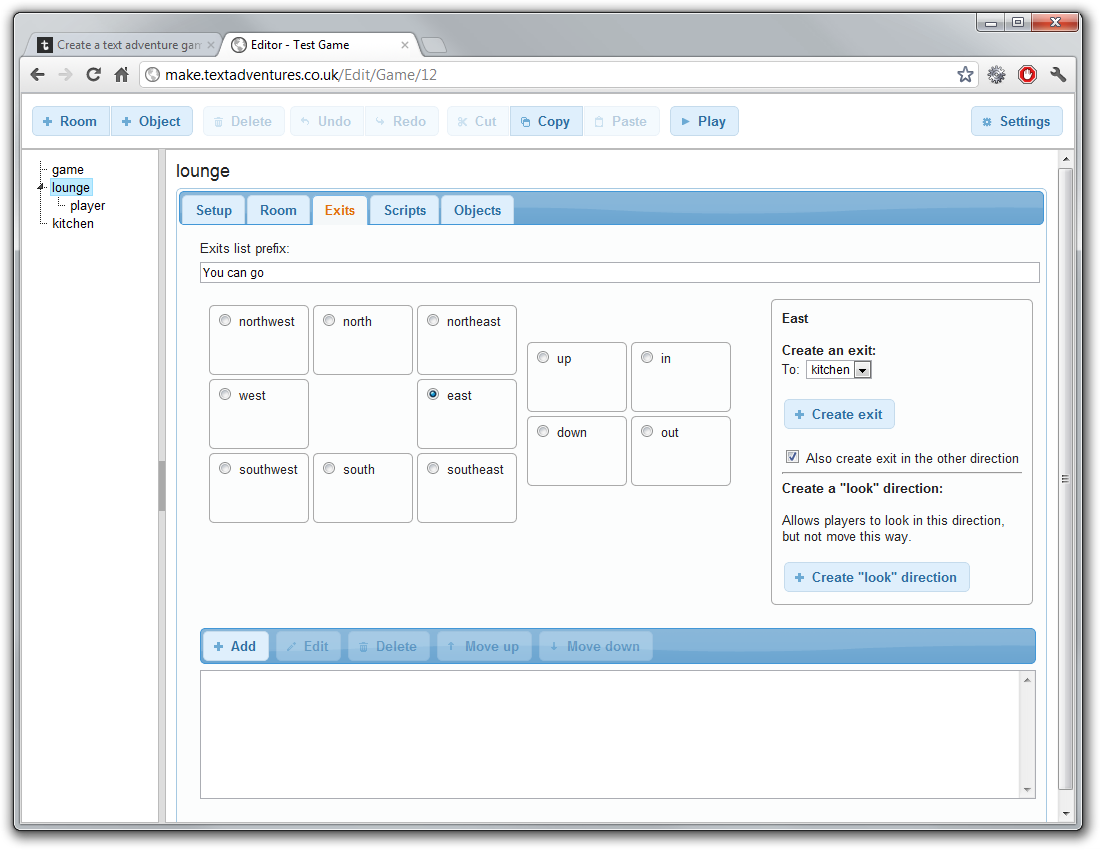 Create a text adventure gam
Editor - Test Game
make.textadventures.co.uk/Edit/Game/12
Room Object Delete Undo Redo Cut Copy Paste Play Settings
game
lounge
player
kitchen
lounge
Setup Room Exits Scripts Objects
Exits list prefix:
You can go
northwest north northeast
up in
west east
down out
southwest south southeast
East
Create an exit:
To: kitchen
Create exit
Also create exit in the other direction
Create a "look" direction:
Allows players to look in this direction,
but not move this way.
Create "look" direction
Add Edit Delete Move up Move down